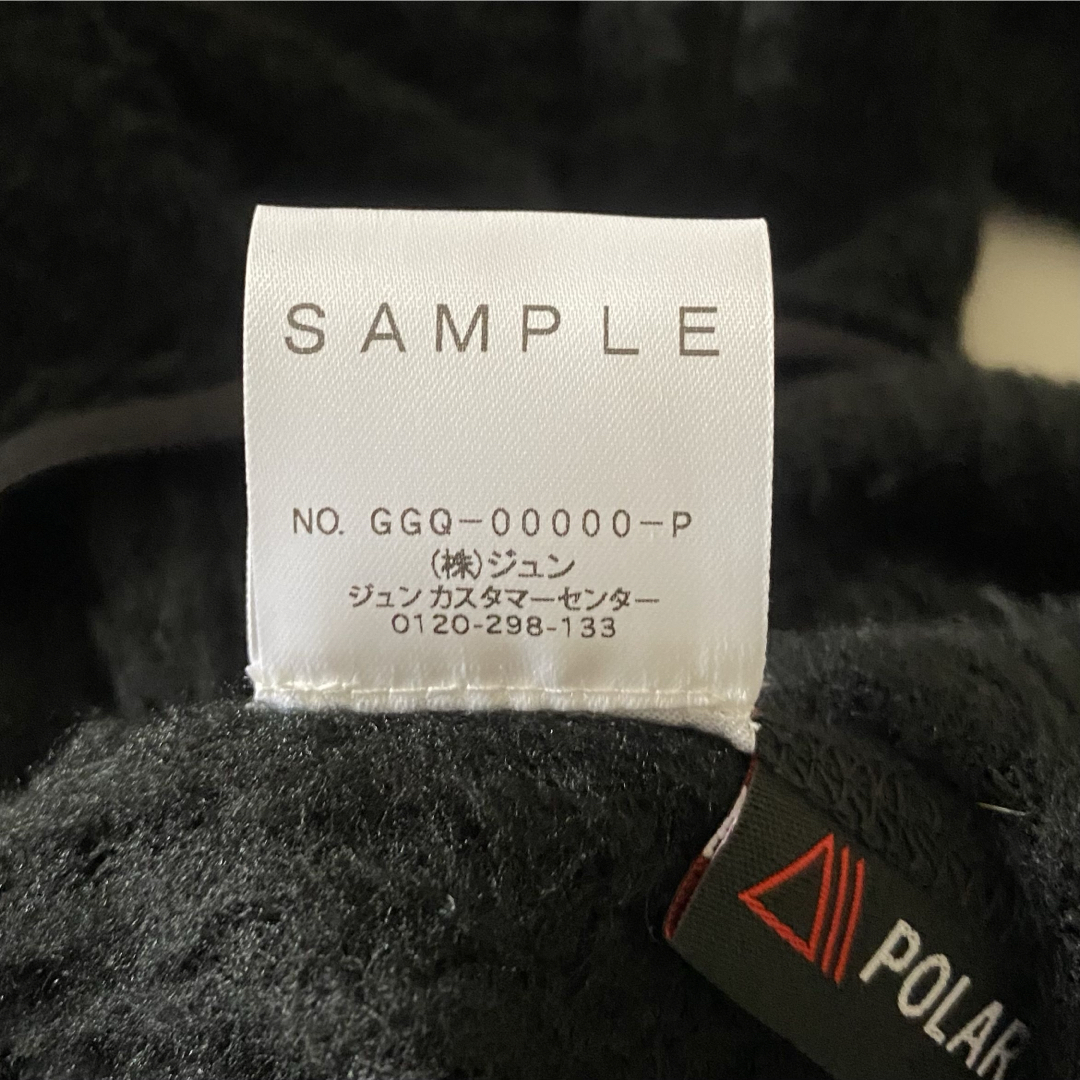 SAMPLE
NO. GGQ-00000-P
(株)ジュン
ジュン カスタマーセンター
0120-298-133
POLAR